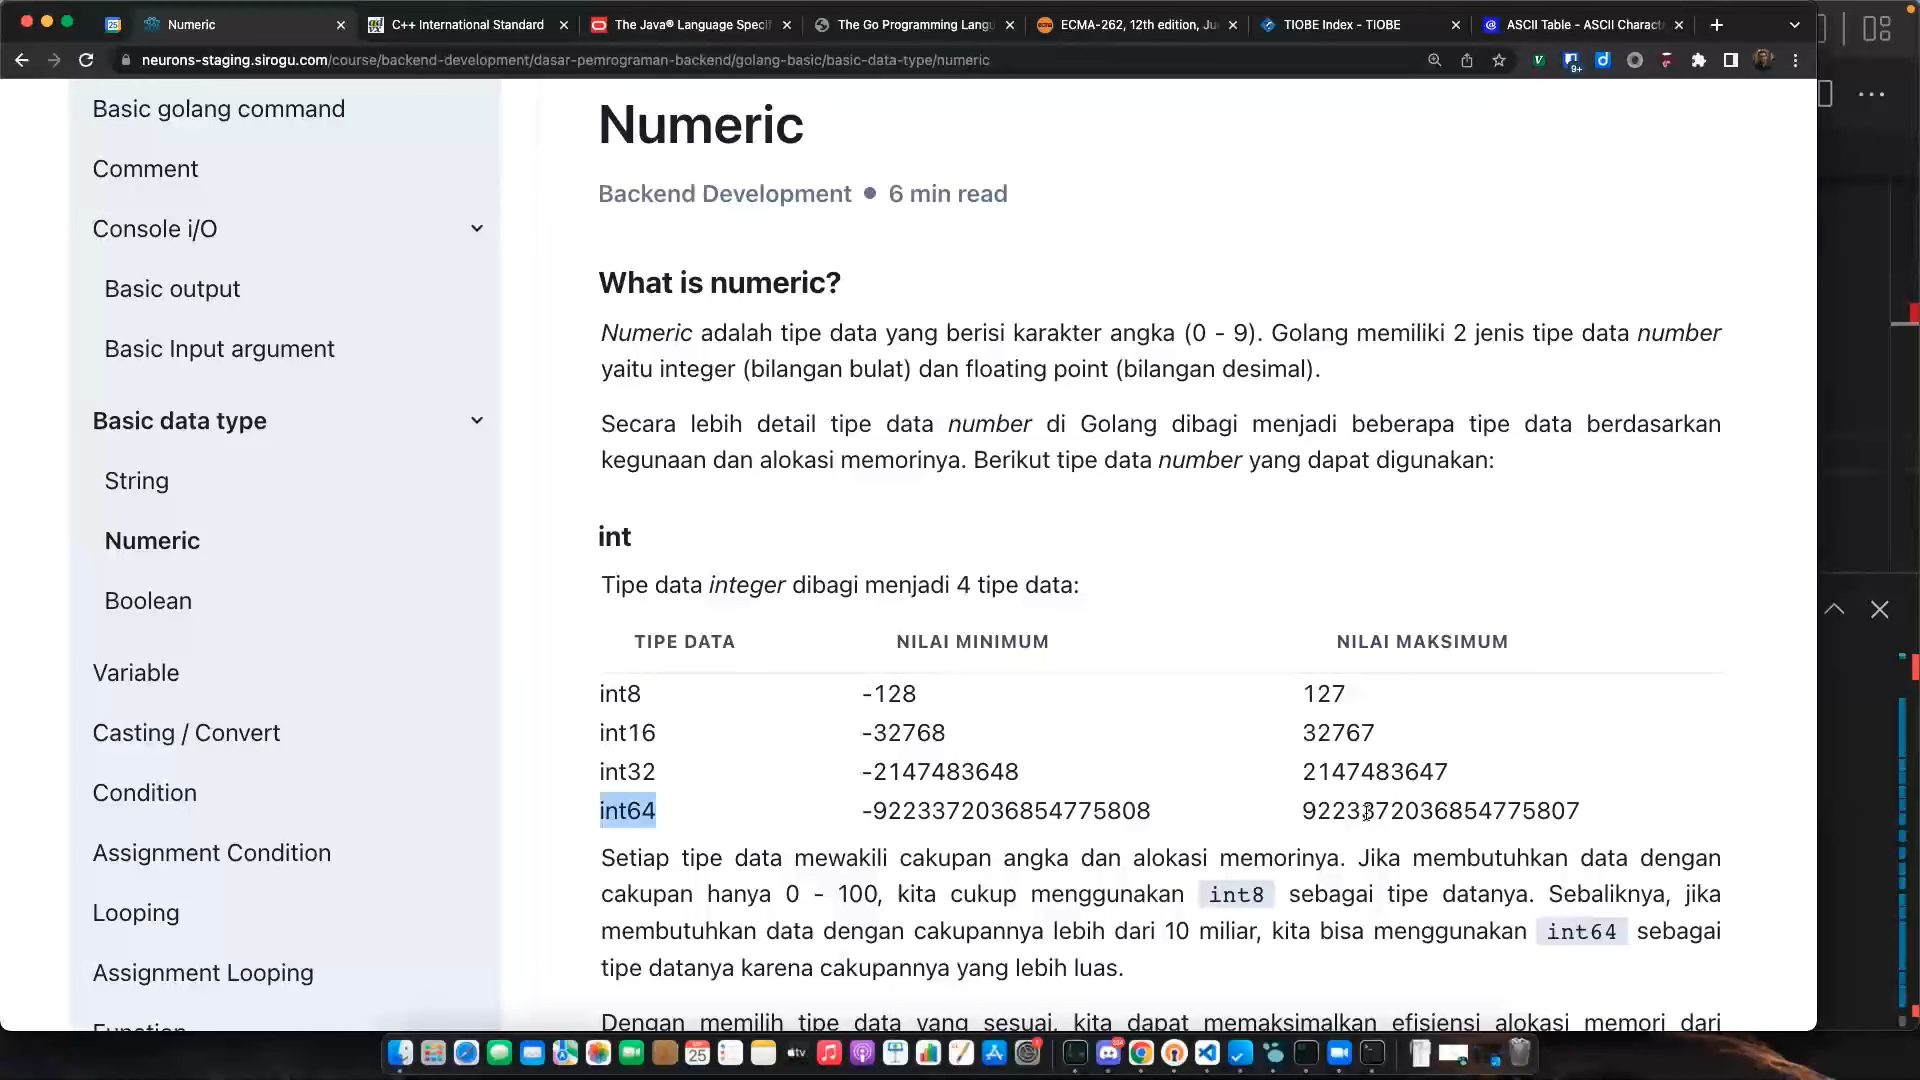 Numeric
C++ International Standard
The Java® Language Specif
The Go Programming Langu
ECMA-262, 12th edition, Ju
TIOBE Index - TIOBE
ASCII Table - ASCII Charact
neurons-staging.sirogu.com/course/backend-development/dasar-pemrograman-backend/golang-basic/basic-data-type/numeric
Basic golang command
Comment
Console i/O
Basic output
Basic Input argument
Basic data type
String
Numeric
Boolean
Variable
Casting / Convert
Condition
Assignment Condition
Looping
Assignment Looping
Function
Numeric
Backend Development • 6 min read
What is numeric?
Numeric adalah tipe data yang berisi karakter angka (0 - 9). Golang memiliki 2 jenis tipe data number
yaitu integer (bilangan bulat) dan floating point (bilangan desimal).
Secara lebih detail tipe data number di Golang dibagi menjadi beberapa tipe data berdasarkan
kegunaan dan alokasi memorinya. Berikut tipe data number yang dapat digunakan:
int
Tipe data integer dibagi menjadi 4 tipe data:
TIPE DATA NILAI MINIMUM NILAI MAKSIMUM
int8 -128 127
int16 -32768 32767
int32 -2147483648 2147483647
int64 -9223372036854775808 9223372036854775807
Setiap tipe data mewakili cakupan angka dan alokasi memorinya. Jika membutuhkan data dengan
cakupan hanya 0 - 100, kita cukup menggunakan int8 sebagai tipe datanya. Sebaliknya, jika
membutuhkan data dengan cakupannya lebih dari 10 miliar, kita bisa menggunakan int64 sebagai
tipe datanya karena cakupannya yang lebih luas.
Dengan memilih tipe data yang sesuai, kita dapat memaksimalkan efisiensi alokasi memori dari
25
tv